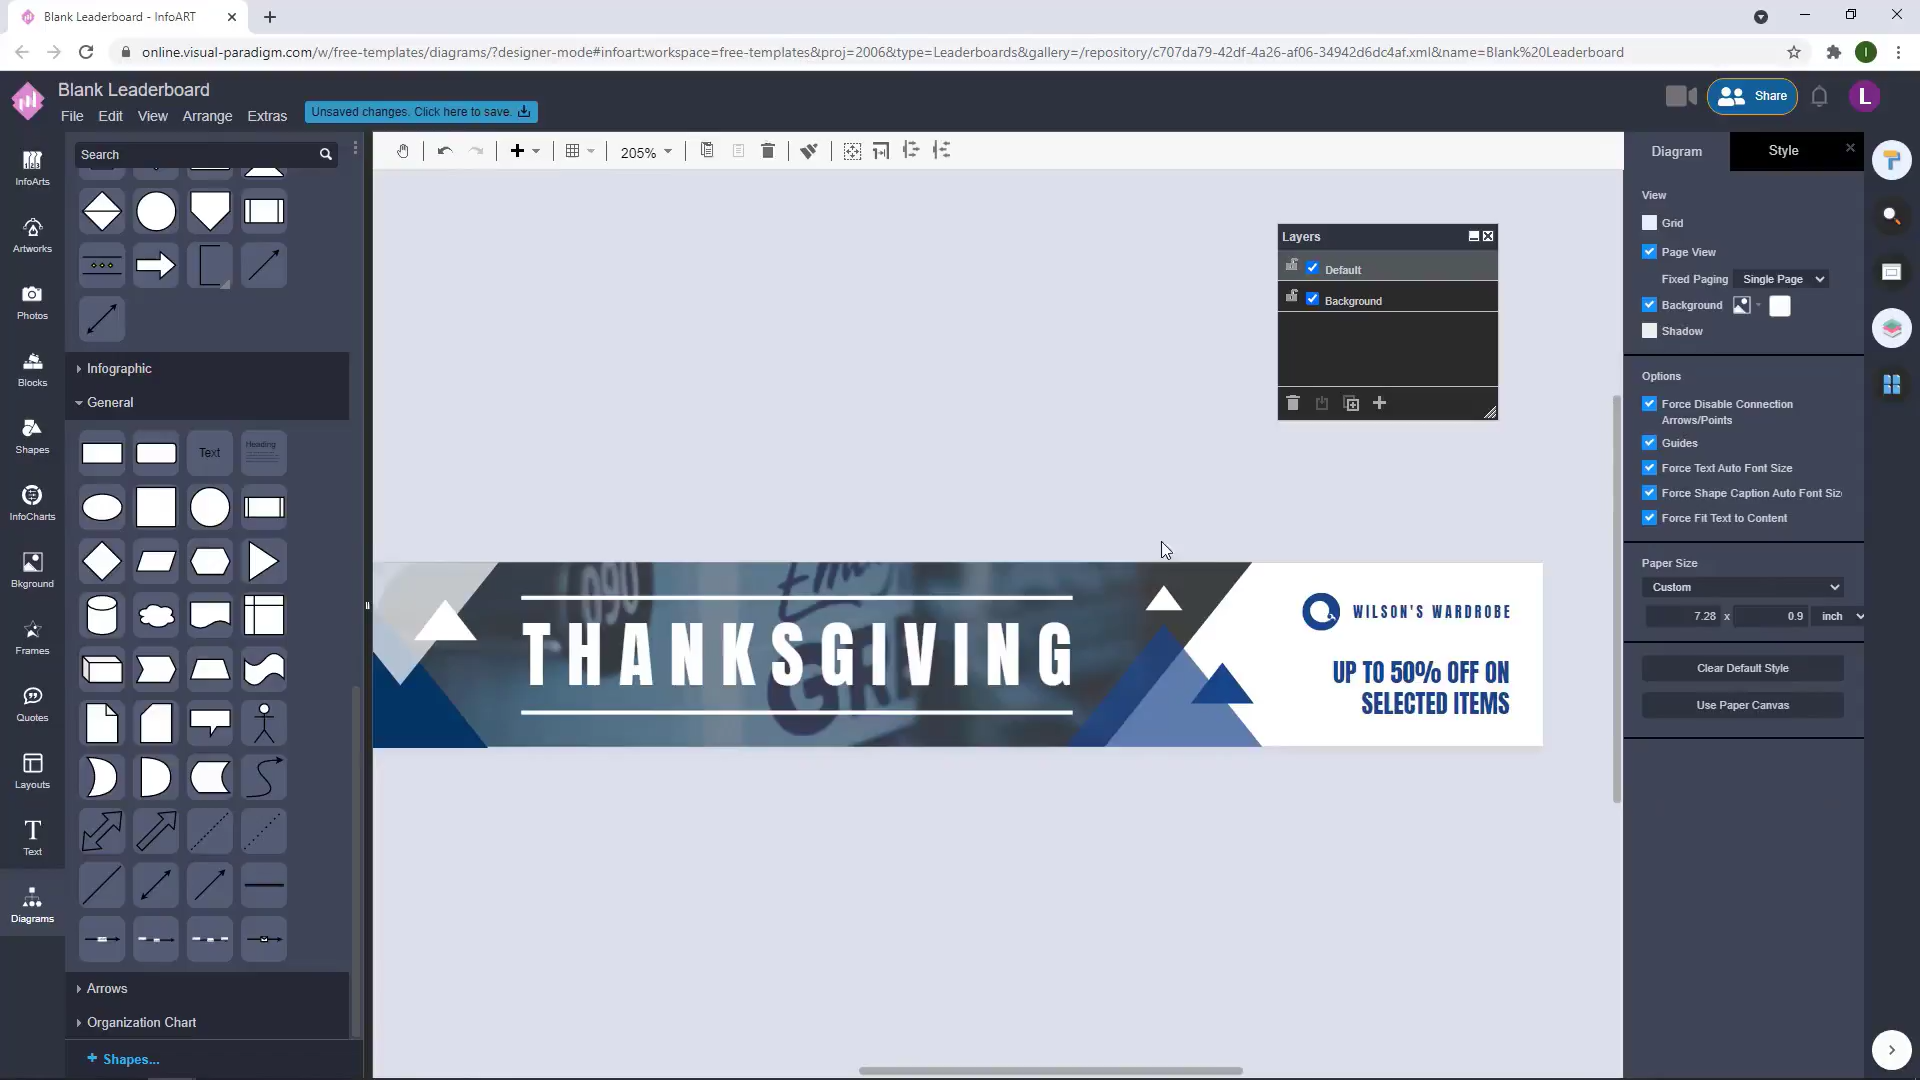 Blank Leaderboard - InfoART
online.visual-paradigm.com/w/free-templates/diagrams/?designer-mode#infoart:workspace=free-templates&proj=2006&type=Leaderboards&gallery=/repository/c707da79-42df-4a26-af06-34942d6dc4af.xml&name=Blank%20Leaderboard
I
Blank Leaderboard
File Edit View Arrange Extras
Unsaved changes. Click here to save.
Share
L
InfoArts
Artworks
Photos
Blocks
Shapes
InfoCharts
Bkground
Frames
Quotes
Layouts
Text
Diagrams
Search
Infographic
General
Text
Heading
Arrows
Organization Chart
+ Shapes...
205%
Layers
Default
Background
THANKSGIVING
WILSON'S WARDROBE
UP TO 50% OFF ON
SELECTED ITEMS
Diagram Style
View
Grid
Page View
Fixed Paging Single Page
Background
Shadow
Options
Force Disable Connection
Arrows/Points
Guides
Force Text Auto Font Size
Force Shape Caption Auto Font Siz
Force Fit Text to Content
Paper Size
Custom
7.28 x 0.9 inch
Clear Default Style
Use Paper Canvas